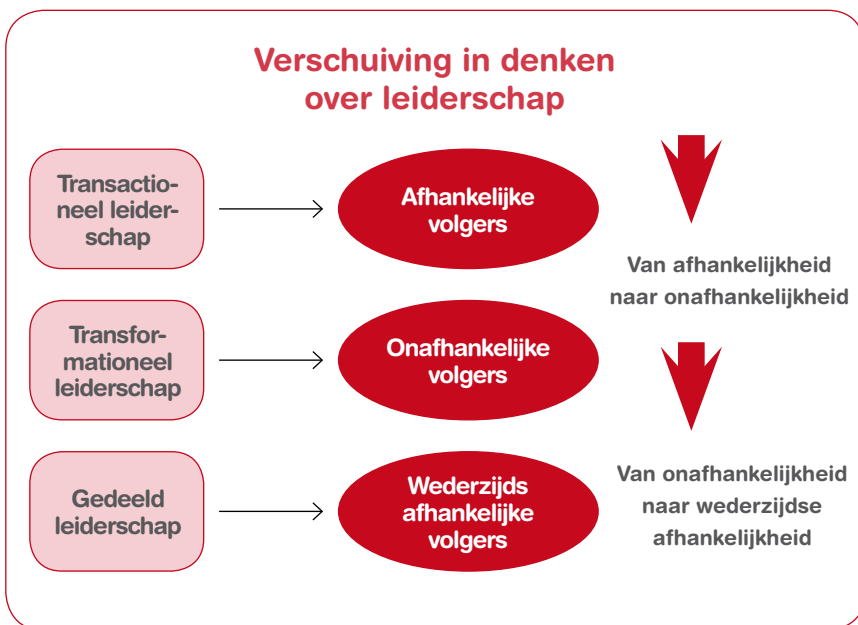 Verschuiving in denken
over leiderschap
Transactio-
neel leider-
schap
Afhankelijke
volgers
Van afhankelijkheid
naar onafhankelijkheid
Transfor-
mationeel
leiderschap
Onafhankelijke
volgers
Gedeeld
leiderschap
Wederzijds
afhankelijke
volgers
Van onafhankelijkheid
naar wederzijdse
afhankelijkheid